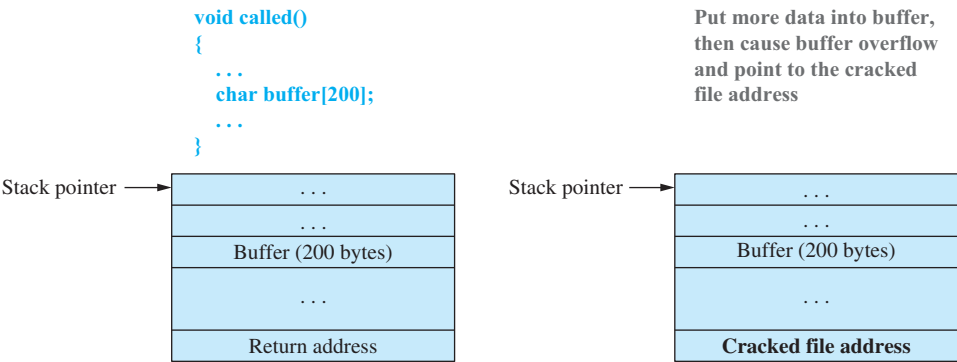 void called()
{
. . .
char buffer[200];
. . .
}
Put more data into buffer,
then cause buffer overflow
and point to the cracked
file address
Stack pointer
. . .
. . .
Buffer (200 bytes)
. . .
Return address
Stack pointer
. . .
. . .
Buffer (200 bytes)
. . .
Cracked file address